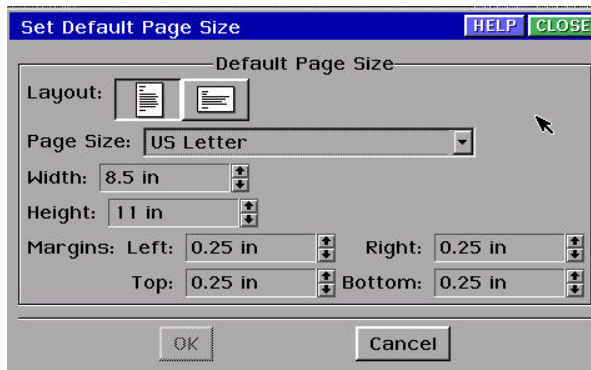 Set Default Page Size HELP CLOSE
Default Page Size
Layout:
Page Size: US Letter
Width: 8.5 in
Height: 11 in
Margins: Left: 0.25 in Right: 0.25 in
Top: 0.25 in Bottom: 0.25 in
OK Cancel